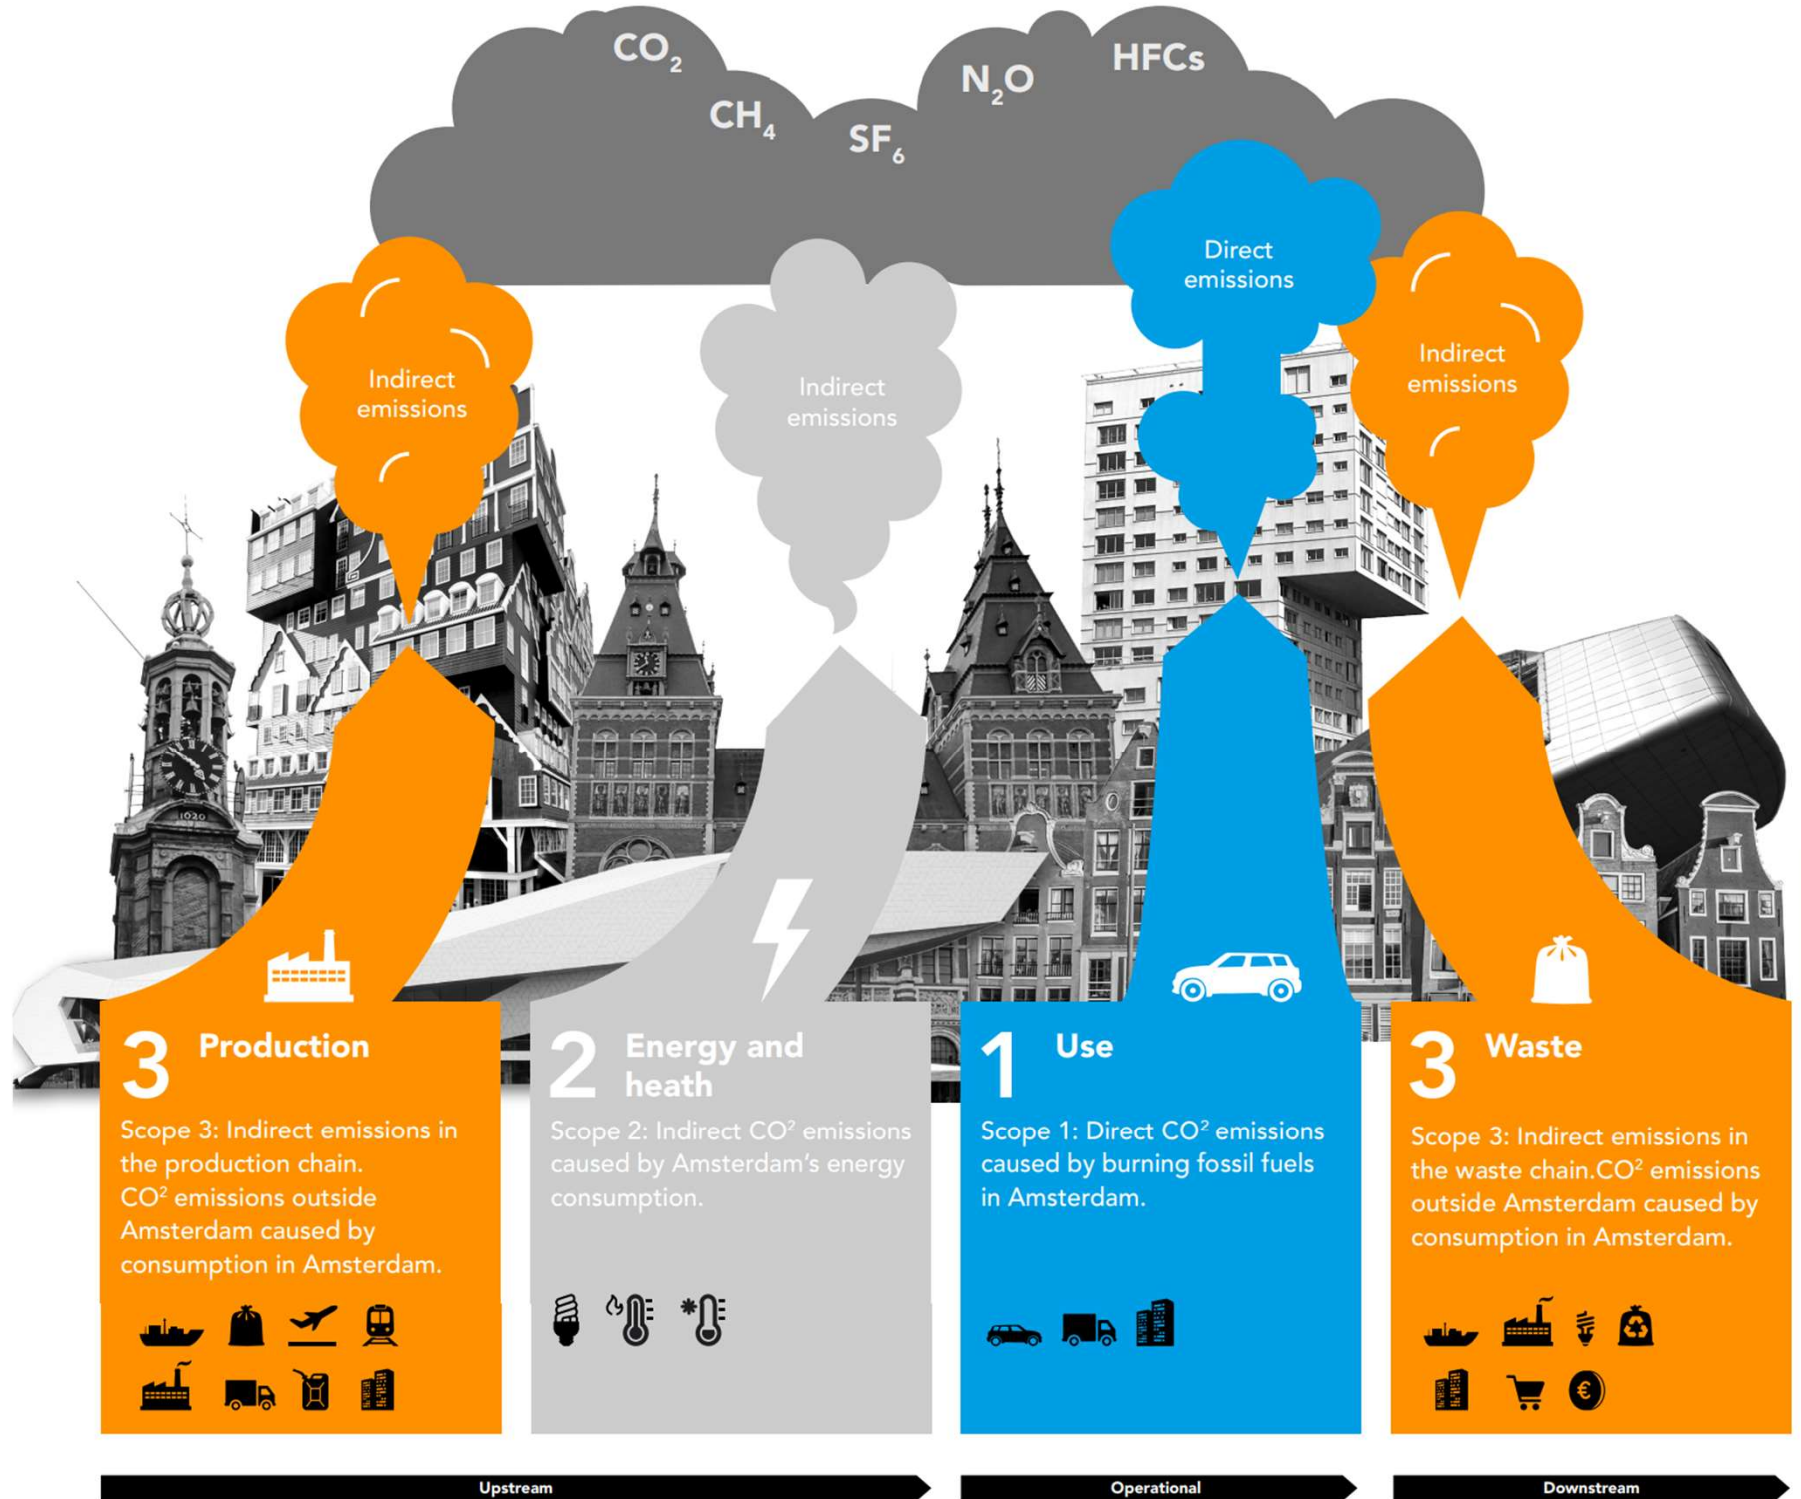 CO₂
CH₄
SF₆
N₂O
HFCs
Direct
emissions
Indirect
emissions
Indirect
emissions
Indirect
emissions
1620
3 Production
Scope 3: Indirect emissions in
the production chain.
CO² emissions outside
Amsterdam caused by
consumption in Amsterdam.
2 Energy and
heath
Scope 2: Indirect CO² emissions
caused by Amsterdam's energy
consumption.
1 Use
Scope 1: Direct CO² emissions
caused by burning fossil fuels
in Amsterdam.
3 Waste
Scope 3: Indirect emissions in
the waste chain.CO² emissions
outside Amsterdam caused by
consumption in Amsterdam.
€
Upstream
Operational
Downstream